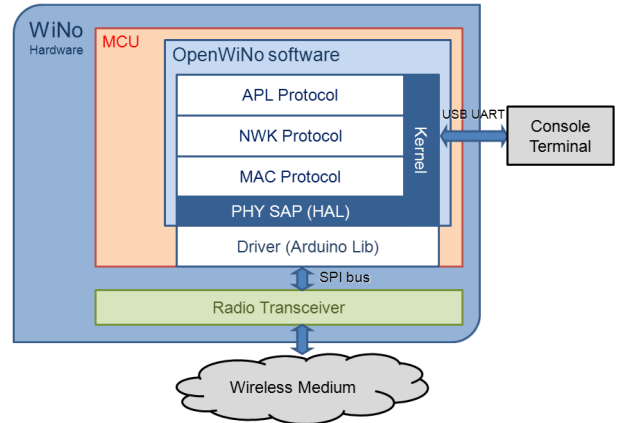 WiNo
Hardware
MCU
OpenWiNo software
APL Protocol
NWK Protocol
MAC Protocol
Kernel
PHY SAP (HAL)
Driver (Arduino Lib)
USB UART
Console
Terminal
SPI bus
Radio Transceiver
Wireless Medium